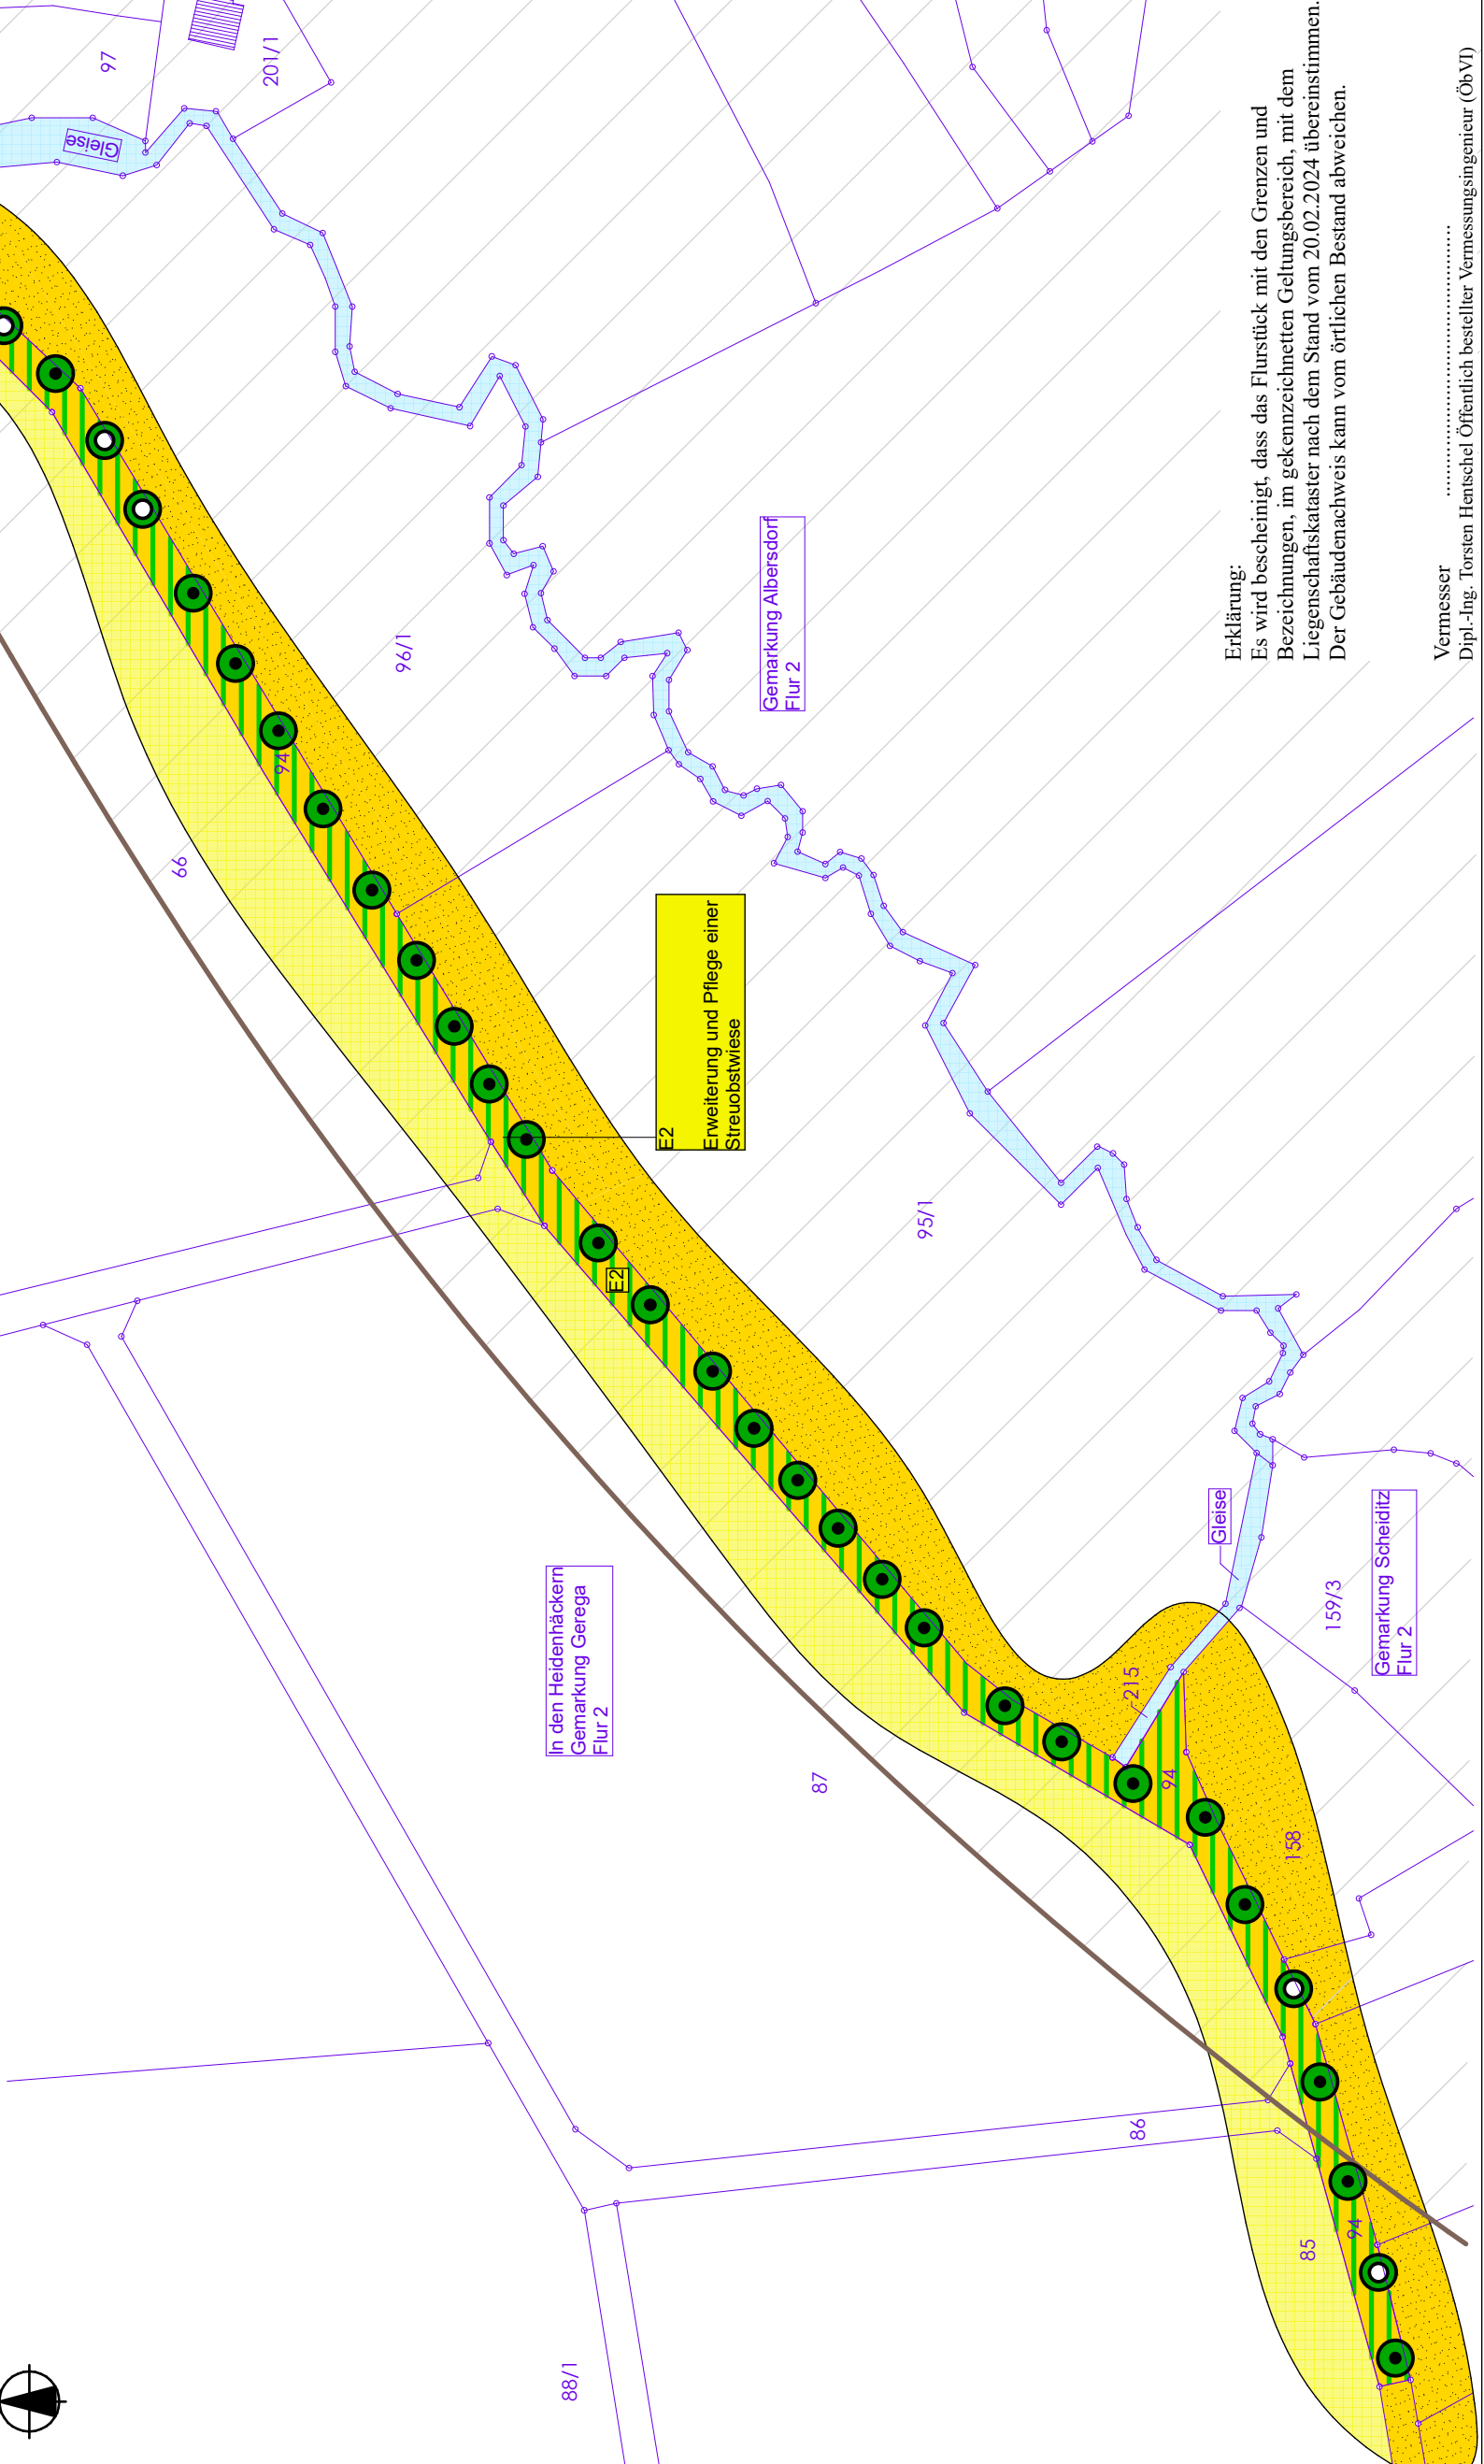 97
Gleise
201/1
96/1
66
94
Gemarkung Albersdorf
Flur 2
E2
Erweiterung und Pflege einer
Streuobstwiese
E2
95/1
In den Heidenhäckern
Gemarkung Gerega
Flur 2
87
Gleise
215
94
159/3
Gemarkung Scheiditz
Flur 2
158
86
85
94
88/1
Erklärung:
Es wird bescheinigt, dass das Flurstück mit den Grenzen und
Bezeichnungen, im gekennzeichnetten Geltungsbereich, mit dem
Liegenschaftskataster nach dem Stand vom 20.02.2024 übereinstimmen.
Der Gebäudenachweis kann vom örtlichen Bestand abweichen.
Vermesser ................................................
Dipl.-Ing. Torsten Hentschel Öffentlich bestellter Vermessungsingenieur (ÖbVI)